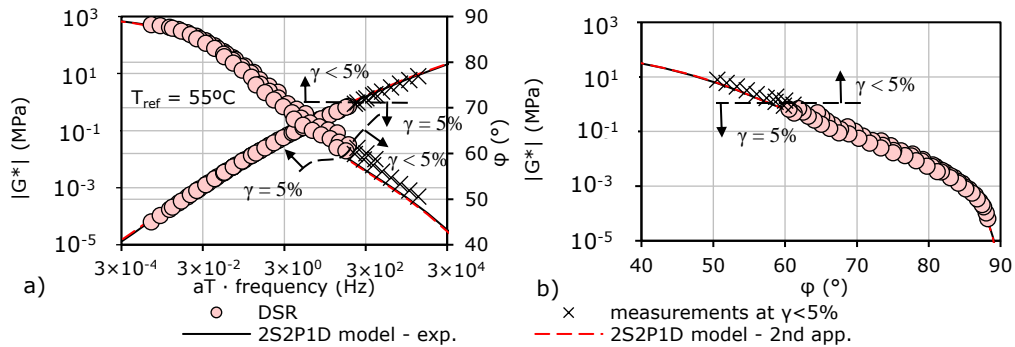 10³
10¹
10⁻¹
10⁻³
10⁻⁵
|G*| (MPa)
a)
3×10⁻⁴
3×10⁻²
3×10⁰
3×10²
3×10⁴
aT · frequency (Hz)
90
80
70
60
50
40
φ (°)
T_ref = 55ºC
γ < 5%
γ = 5%
γ < 5%
γ = 5%
10³
10¹
10⁻¹
10⁻³
10⁻⁵
|G*| (MPa)
b)
40
50
60
70
80
90
φ (°)
γ < 5%
γ = 5%
DSR
measurements at γ<5%
2S2P1D model - exp.
2S2P1D model - 2nd app.